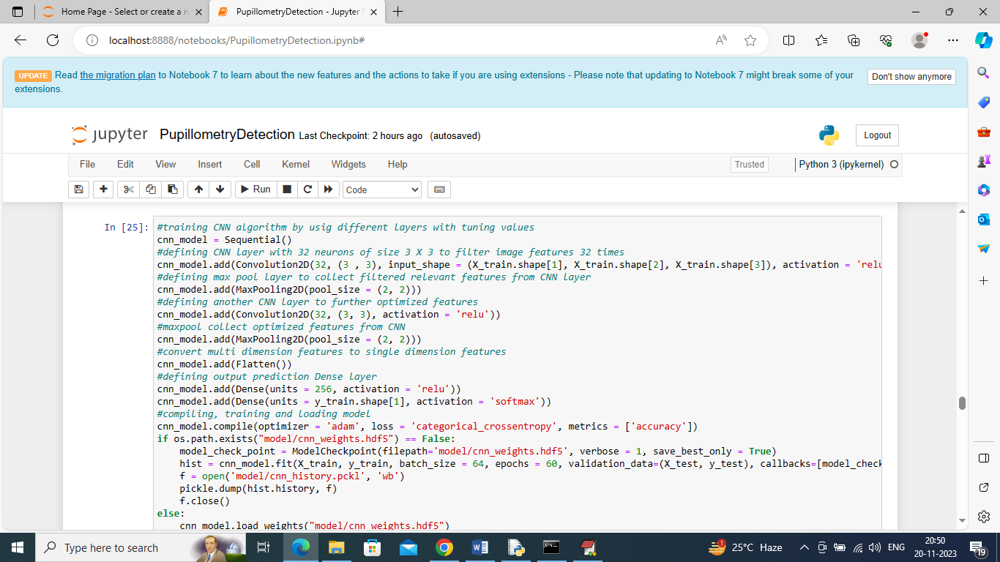 Home Page - Select or create a n
PupillometryDetection - Jupyter
localhost:8888/notebooks/PupillometryDetection.ipynb#
UPDATE Read the migration plan to Notebook 7 to learn about the new features and the actions to take if you are using extensions - Please note that updating to Notebook 7 might break some of your
extensions.
Don't show anymore
jupyter PupillometryDetection Last Checkpoint: 2 hours ago (autosaved)
Logout
File Edit View Insert Cell Kernel Widgets Help
Trusted
Python 3 (ipykernel)
Run
Code
In [25]:
#training CNN algorithm by usig different layers with tuning values
cnn_model = Sequential()
#defining CNN layer with 32 neurons of size 3 X 3 to filter image features 32 times
cnn_model.add(Convolution2D(32, (3 , 3), input_shape = (X_train.shape[1], X_train.shape[2], X_train.shape[3]), activation = 'relu
#defining max pool layer to collect filtered relevant features from CNN layer
cnn_model.add(MaxPooling2D(pool_size = (2, 2)))
#defining another CNN layer to further optimized features
cnn_model.add(Convolution2D(32, (3, 3), activation = 'relu'))
#maxpool collect optimized features from CNN
cnn_model.add(MaxPooling2D(pool_size = (2, 2)))
#convert multi dimension features to single dimension features
cnn_model.add(Flatten())
#defining output prediction Dense layer
cnn_model.add(Dense(units = 256, activation = 'relu'))
cnn_model.add(Dense(units = y_train.shape[1], activation = 'softmax'))
#compiling, training and loading model
cnn_model.compile(optimizer = 'adam', loss = 'categorical_crossentropy', metrics = ['accuracy'])
if os.path.exists("model/cnn_weights.hdf5") == False:
    model_check_point = ModelCheckpoint(filepath='model/cnn_weights.hdf5', verbose = 1, save_best_only = True)
    hist = cnn_model.fit(X_train, y_train, batch_size = 64, epochs = 60, validation_data=(X_test, y_test), callbacks=[model_check
    f = open('model/cnn_history.pckl', 'wb')
    pickle.dump(hist.history, f)
    f.close()
else:
    cnn_model.load_weights("model/cnn_weights.hdf5")
Type here to search
1
25°C Haze
ENG
20:50
20-11-2023
19